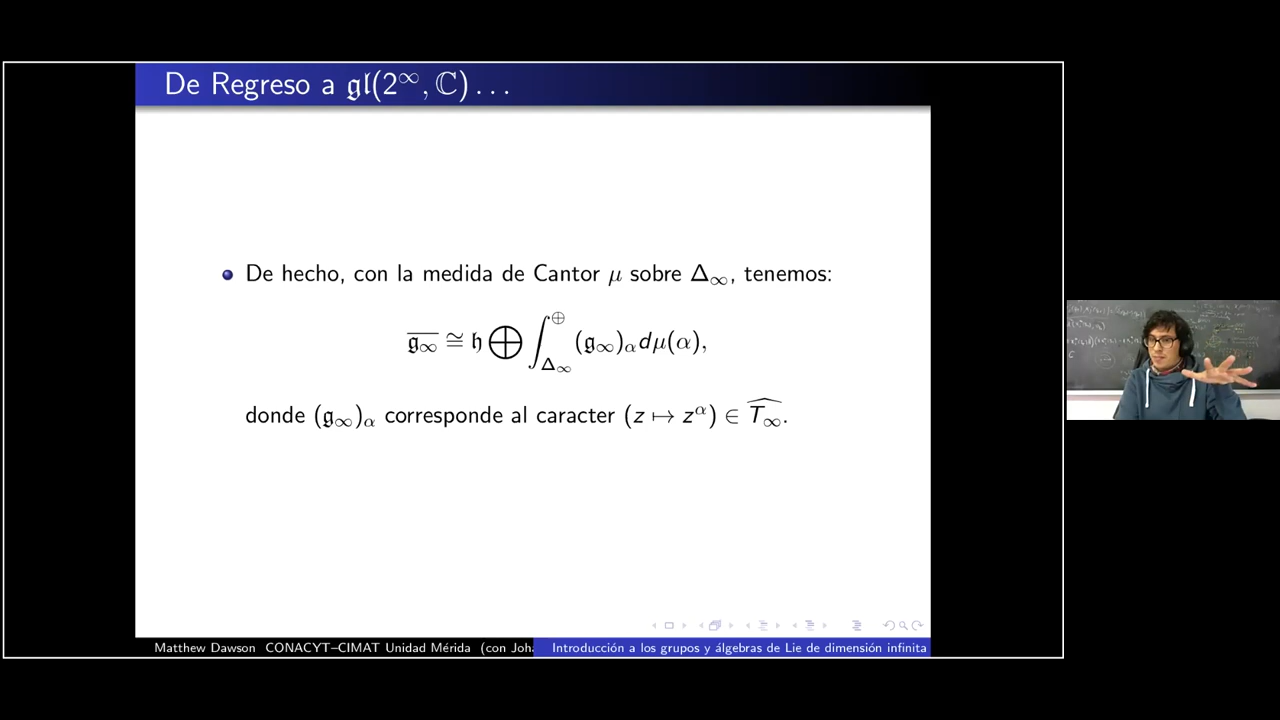 De Regreso a 𝔤𝔩(2^∞, ℂ) . . .
De hecho, con la medida de Cantor μ sobre Δ_∞, tenemos:
\overline{𝔤_∞} ≅ 𝔥 ⊕ ∫_{Δ_∞}^{⊕} (𝔤_∞)_α dμ(α),
donde (𝔤_∞)_α corresponde al caracter (z ↦ z^α) ∈ \widehat{T_∞}.
Matthew Dawson CONACYT–CIMAT Unidad Mérida (con Joha
Introducción a los grupos y álgebras de Lie de dimensión infinita